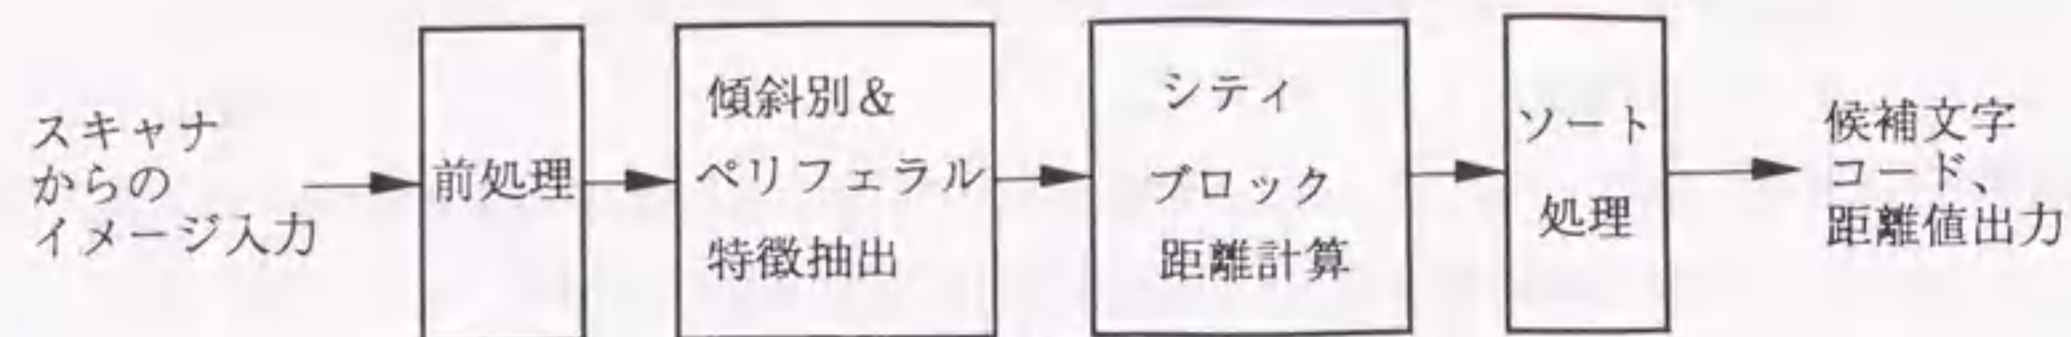 スキャナ
からの
イメージ入力
前処理
傾斜別&
ペリフェラル
特徴抽出
シティ
ブロック
距離計算
ソート
処理
候補文字
コード、
距離値出力